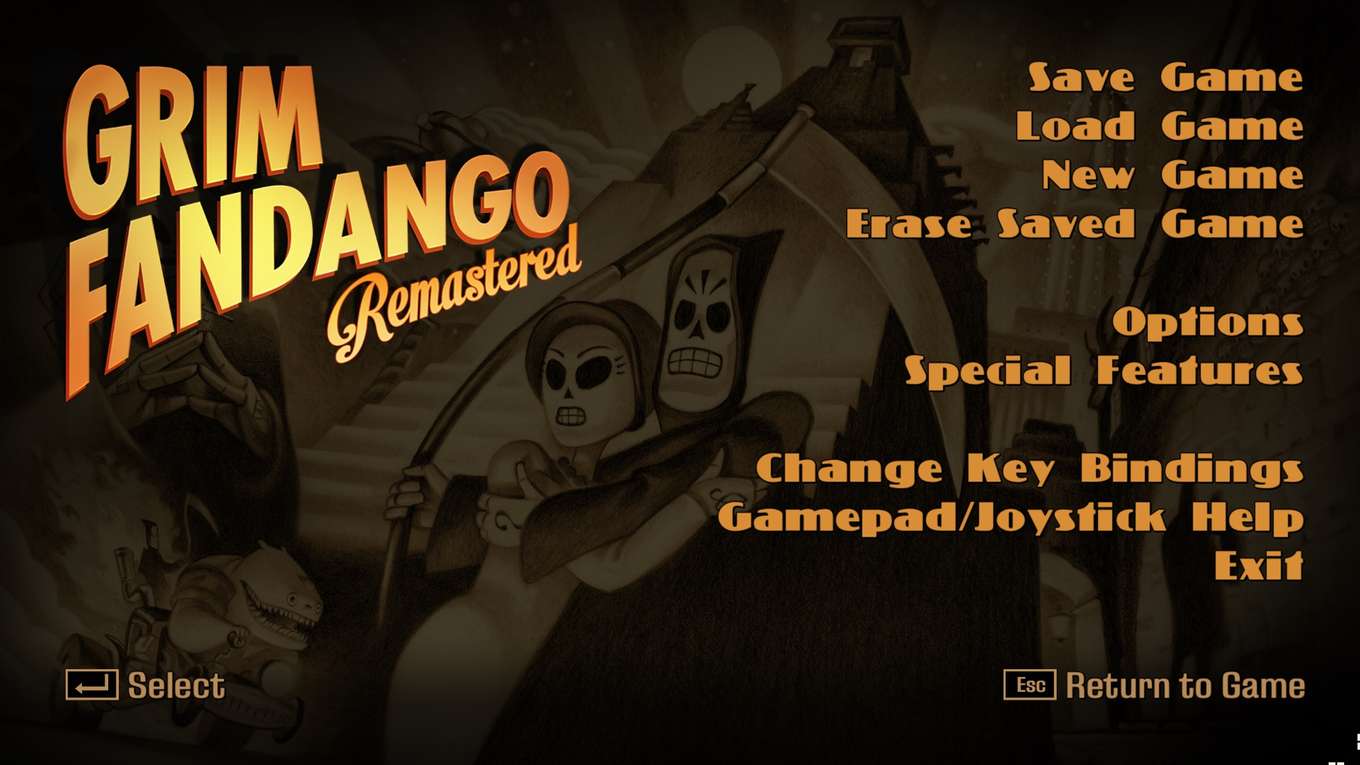 GRIM
FANDANGO
Remastered
Save Game
Load Game
New Game
Erase Saved Game
Options
Special Features
Change Key Bindings
Gamepad/Joystick Help
Exit
Select
Esc Return to Game